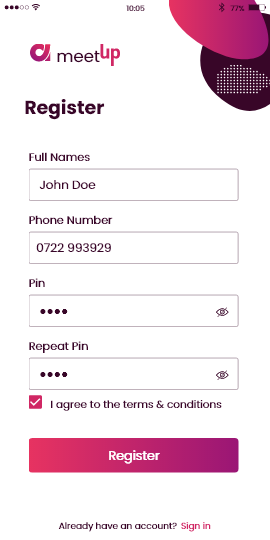 10:05
77%
meetup
Register
Full Names
John Doe
Phone Number
0722 993929
Pin
Repeat Pin
I agree to the terms & conditions
Register
Already have an account? Sign in